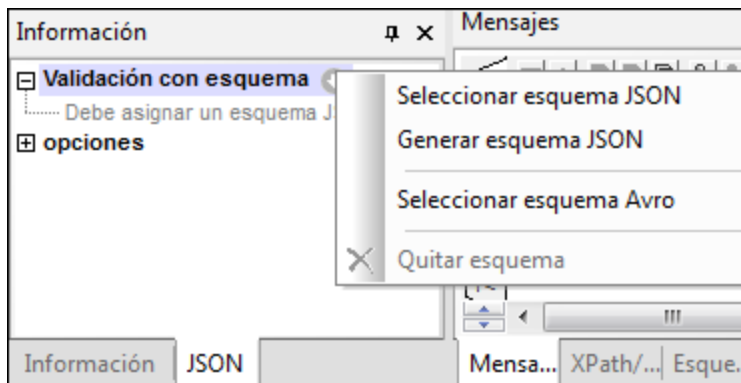 Información
Mensajes
Validación con esquema
Debe asignar un esquema
opciones
Seleccionar esquema JSON
Generar esquema JSON
Seleccionar esquema Avro
Quitar esquema
Información
JSON
Mensa...
XPath/...
Esque.